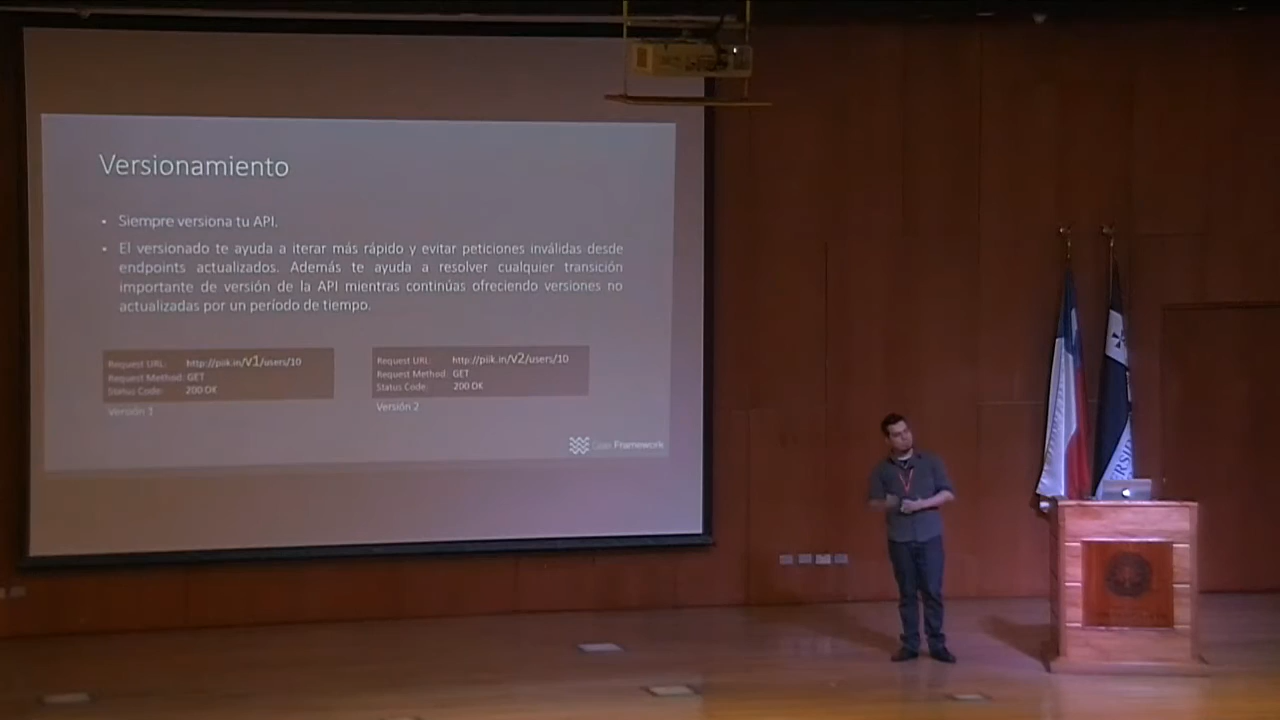 Versionamiento
• Siempre versiona tu API.
• El versionado te ayuda a iterar más rápido y evitar peticiones inválidas desde
endpoints actualizados. Además te ayuda a resolver cualquier transición
importante de versión de la API mientras continúas ofreciendo versiones no
actualizadas por un período de tiempo.
Request URL: http://piik.in/v1/users/10
Request Method: GET
Status Code: 200 OK
Versión 1
Request URL: http://piik.in/v2/users/10
Request Method: GET
Status Code: 200 OK
Versión 2
Framework